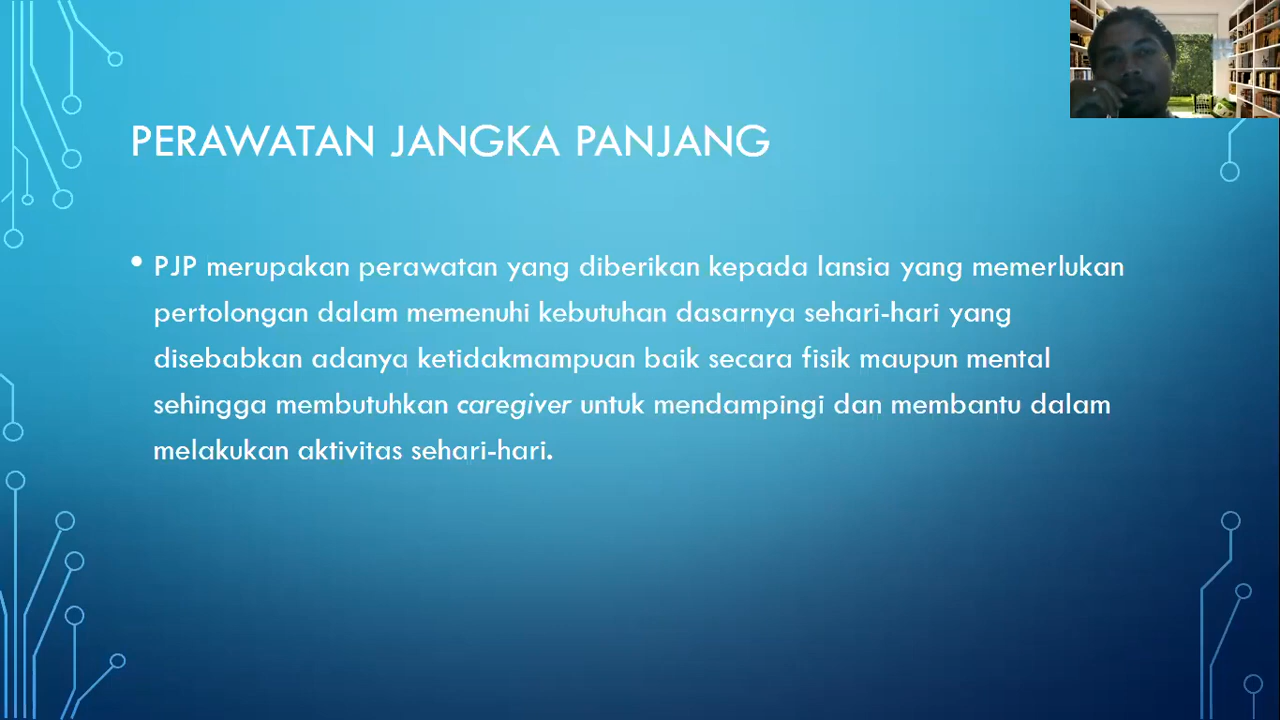 PERAWATAN JANGKA PANJANG
• PJP merupakan perawatan yang diberikan kepada lansia yang memerlukan
pertolongan dalam memenuhi kebutuhan dasarnya sehari-hari yang
disebabkan adanya ketidakmampuan baik secara fisik maupun mental
sehingga membutuhkan caregiver untuk mendampingi dan membantu dalam
melakukan aktivitas sehari-hari.